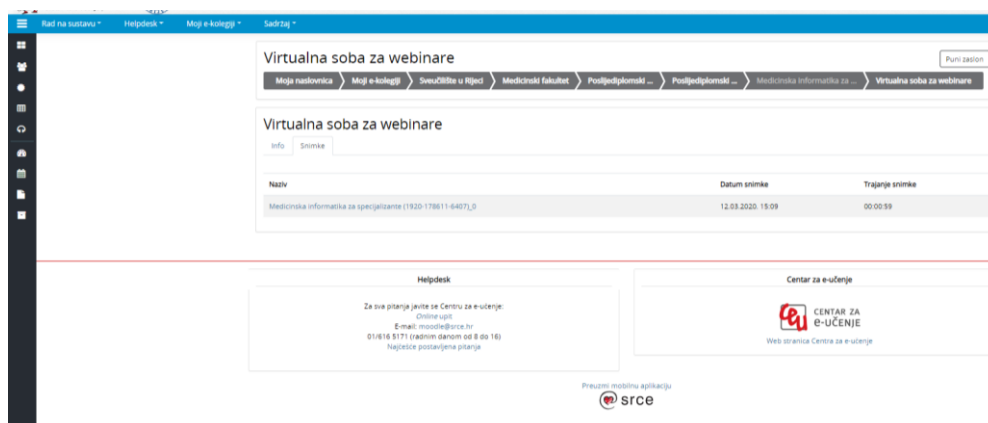 Rad na sustavu Helpdesk Moji e-kolegiji Sadržaj
Virtualna soba za webinare
Puni zaslon
Moja naslovnica Moji e-kolegiji Sveučilište u Rijeci Medicinski fakultet Poslijediplomski ... Poslijediplomski ... Medicinska informatika za ... Virtualna soba za webinare
Virtualna soba za webinare
Info Snimke
Naziv Datum snimke Trajanje snimke
Medicinska informatika za specijalizante (1920-178611-6407)_0 12.03.2020. 15:09 00:00:59
Helpdesk
Za sva pitanja javite se Centru za e-učenje:
Online upit
E-mail: moodle@srce.hr
01/616 5171 (radnim danom od 8 do 16)
Najčešće postavljena pitanja
Centar za e-učenje
ceu CENTAR ZA
e-UČENJE
Web stranica Centra za e-učenje
Preuzmi mobilnu aplikaciju
srce